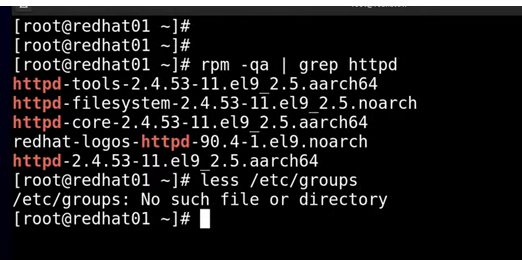 [root@redhat01 ~]#
[root@redhat01 ~]#
[root@redhat01 ~]# rpm -qa | grep httpd
httpd-tools-2.4.53-11.el9_2.5.aarch64
httpd-filesystem-2.4.53-11.el9_2.5.noarch
httpd-core-2.4.53-11.el9_2.5.aarch64
redhat-logos-httpd-90.4-1.el9.noarch
httpd-2.4.53-11.el9_2.5.aarch64
[root@redhat01 ~]# less /etc/groups
/etc/groups: No such file or directory
[root@redhat01 ~]#